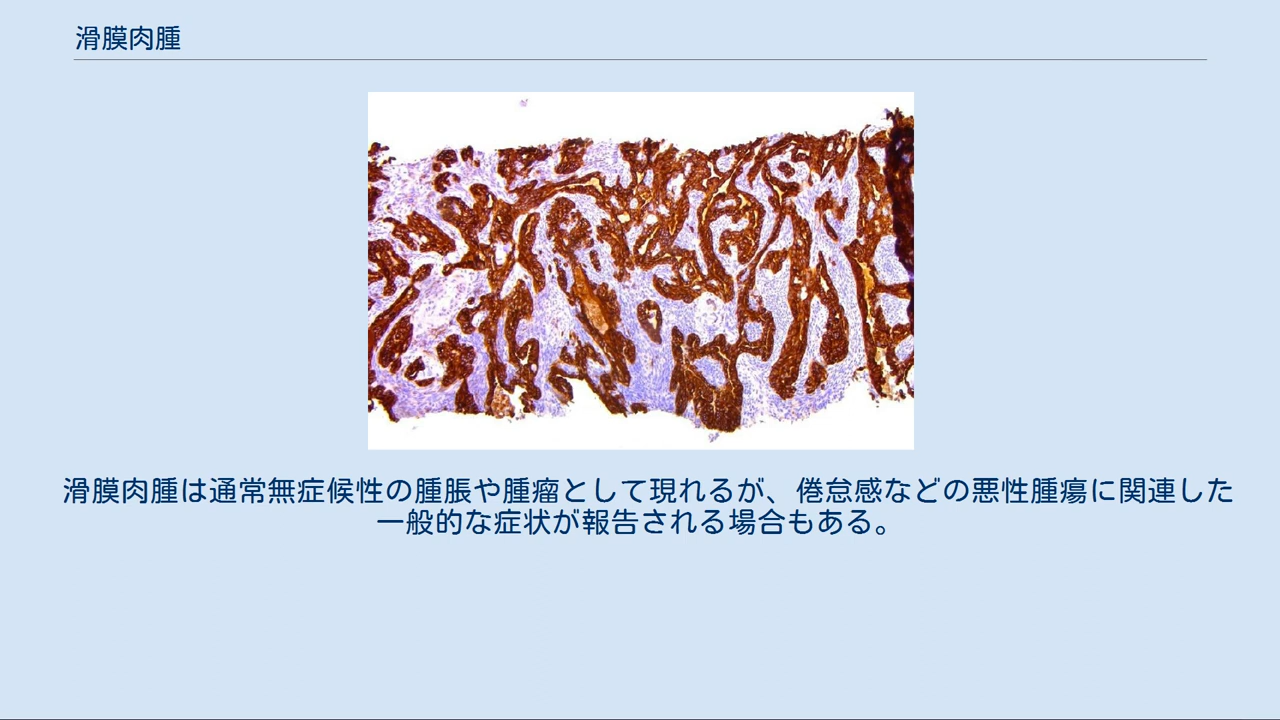 滑膜肉腫
滑膜肉腫は通常無症候性の腫脹や腫瘤として現れるが、倦怠感などの悪性腫瘍に関連した
一般的な症状が報告される場合もある。